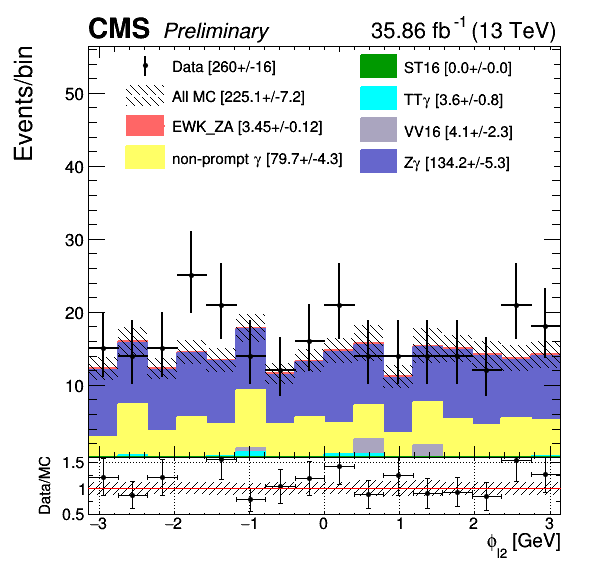 CMS Preliminary 35.86 fb⁻¹ (13 TeV)
Events/bin
Data [260+/-16]
All MC [225.1+/-7.2]
EWK_ZA [3.45+/-0.12]
non-prompt γ [79.7+/-4.3]
ST16 [0.0+/-0.0]
TTγ [3.6+/-0.8]
VV16 [4.1+/-2.3]
Zγ [134.2+/-5.3]
50
40
30
20
10
Data/MC
1.5
1
0.5
−3 −2 −1 0 1 2 3
ϕ_l2 [GeV]